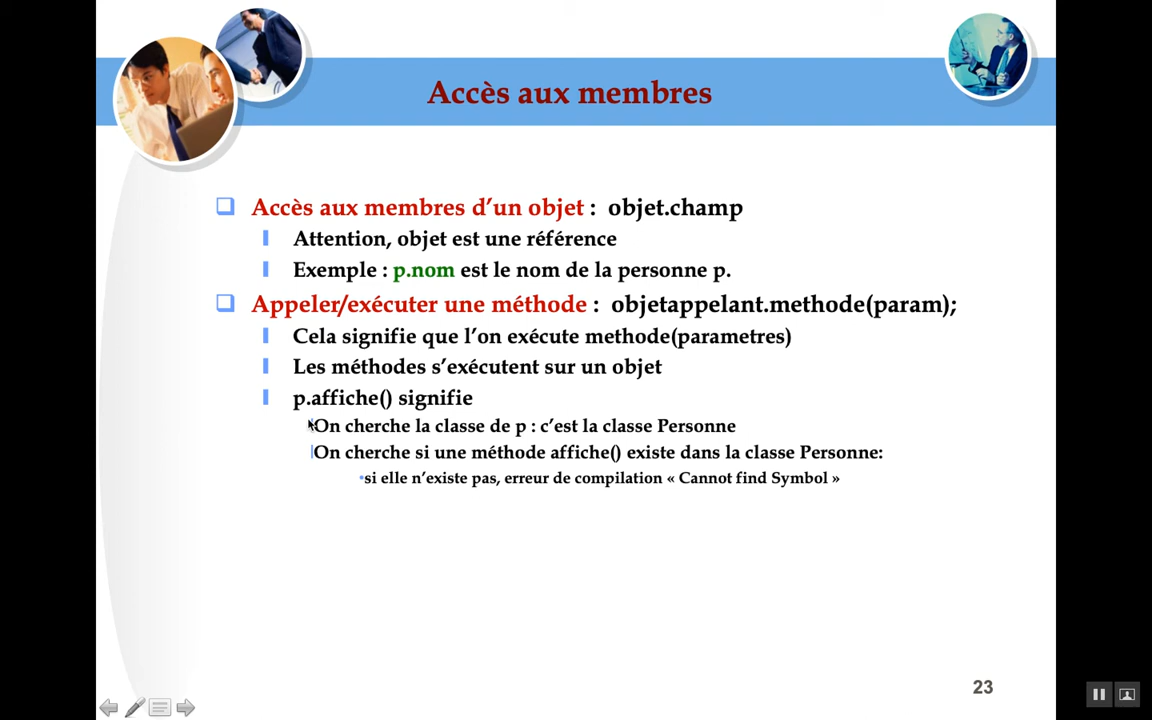 Accès aux membres
Accès aux membres d’un objet : objet.champ
Attention, objet est une référence
Exemple : p.nom est le nom de la personne p.
Appeler/exécuter une méthode : objetappelant.methode(param);
Cela signifie que l’on exécute methode(parametres)
Les méthodes s’exécutent sur un objet
p.affiche() signifie
On cherche la classe de p : c’est la classe Personne
On cherche si une méthode affiche() existe dans la classe Personne:
•si elle n’existe pas, erreur de compilation « Cannot find Symbol »
23